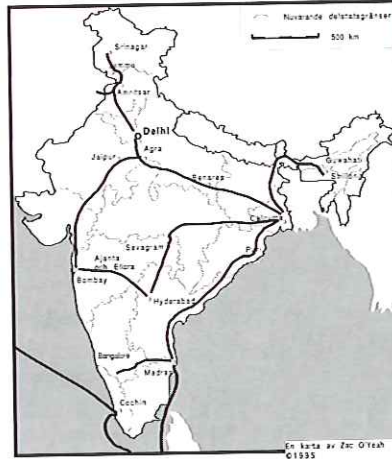 Nuvarande delstatsgränser
500 km
Srinagar
Jammu
Amritsar
Delhi
Agra
Jaipur
Benares
Guwahati
Shillong
Calcutta
Sevagram
Ajanta
och Ellora
Bombay
Hyderabad
Bangalore
Madras
Cochin
En karta av Zac O'Yeah
©1995